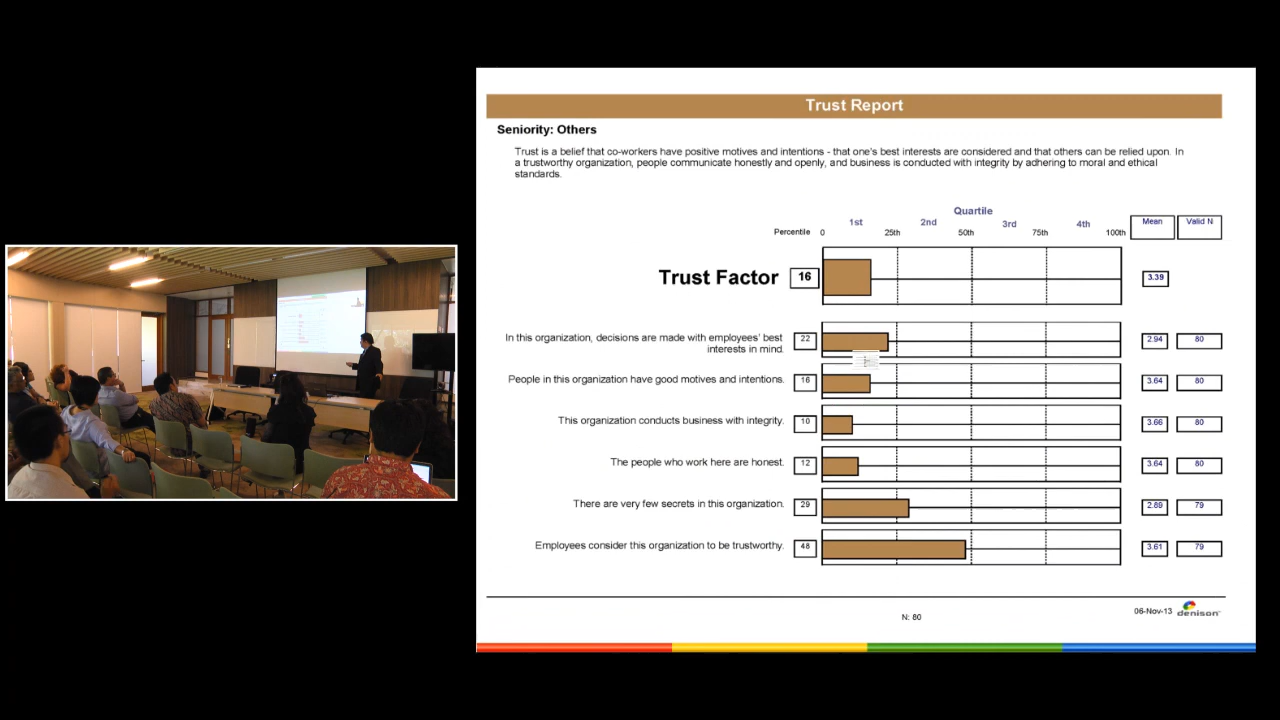 Trust Report
Seniority: Others
Trust is a belief that co-workers have positive motives and intentions - that one's best interests are considered and that others can be relied upon. In
a trustworthy organization, people communicate honestly and openly, and business is conducted with integrity by adhering to moral and ethical
standards.
Quartile
1st 2nd 3rd 4th Mean Valid N
Percentile 0 25th 50th 75th 100th
Trust Factor 16 3.39
In this organization, decisions are made with employees' best
interests in mind. 22 2.94 80
People in this organization have good motives and intentions. 16 3.64 80
This organization conducts business with integrity. 10 3.66 80
The people who work here are honest. 12 3.64 80
There are very few secrets in this organization. 29 2.89 79
Employees consider this organization to be trustworthy. 48 3.61 79
N: 80
06-Nov-13 denison